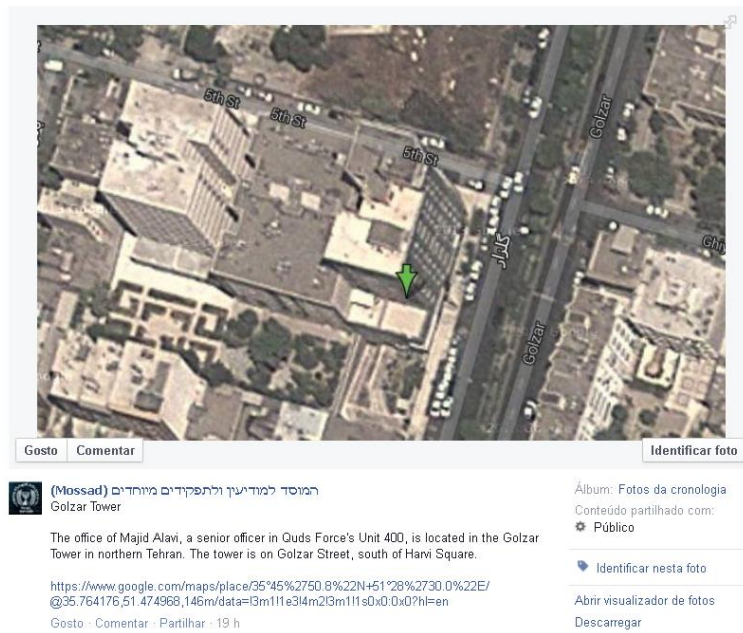 5th St
5th St
5th St
Golzar
گلزار
Golzar
Gosto Comentar Identificar foto
המוסד למודיעין ולתפקידים מיוחדים (Mossad)
Golzar Tower
The office of Majid Alavi, a senior officer in Quds Force's Unit 400, is located in the Golzar
Tower in northern Tehran. The tower is on Golzar Street, south of Harvi Square.
https://www.google.com/maps/place/35°45%2750.8%22N+51°28%2730.0%22E/
@35.764176,51.474968,146m/data=!3m1!1e3!4m2!3m1!1s0x0:0x0?hl=en
Gosto · Comentar · Partilhar · 19 h
Álbum: Fotos da cronologia
Conteúdo partilhado com:
Público
Identificar nesta foto
Abrir visualizador de fotos
Descarregar